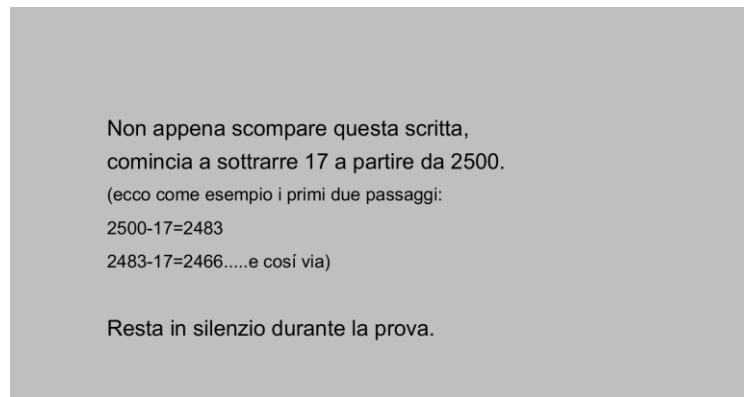 Non appena scompare questa scritta,
comincia a sottrarre 17 a partire da 2500.
(ecco come esempio i primi due passaggi:
2500-17=2483
2483-17=2466.....e cosí via)
Resta in silenzio durante la prova.